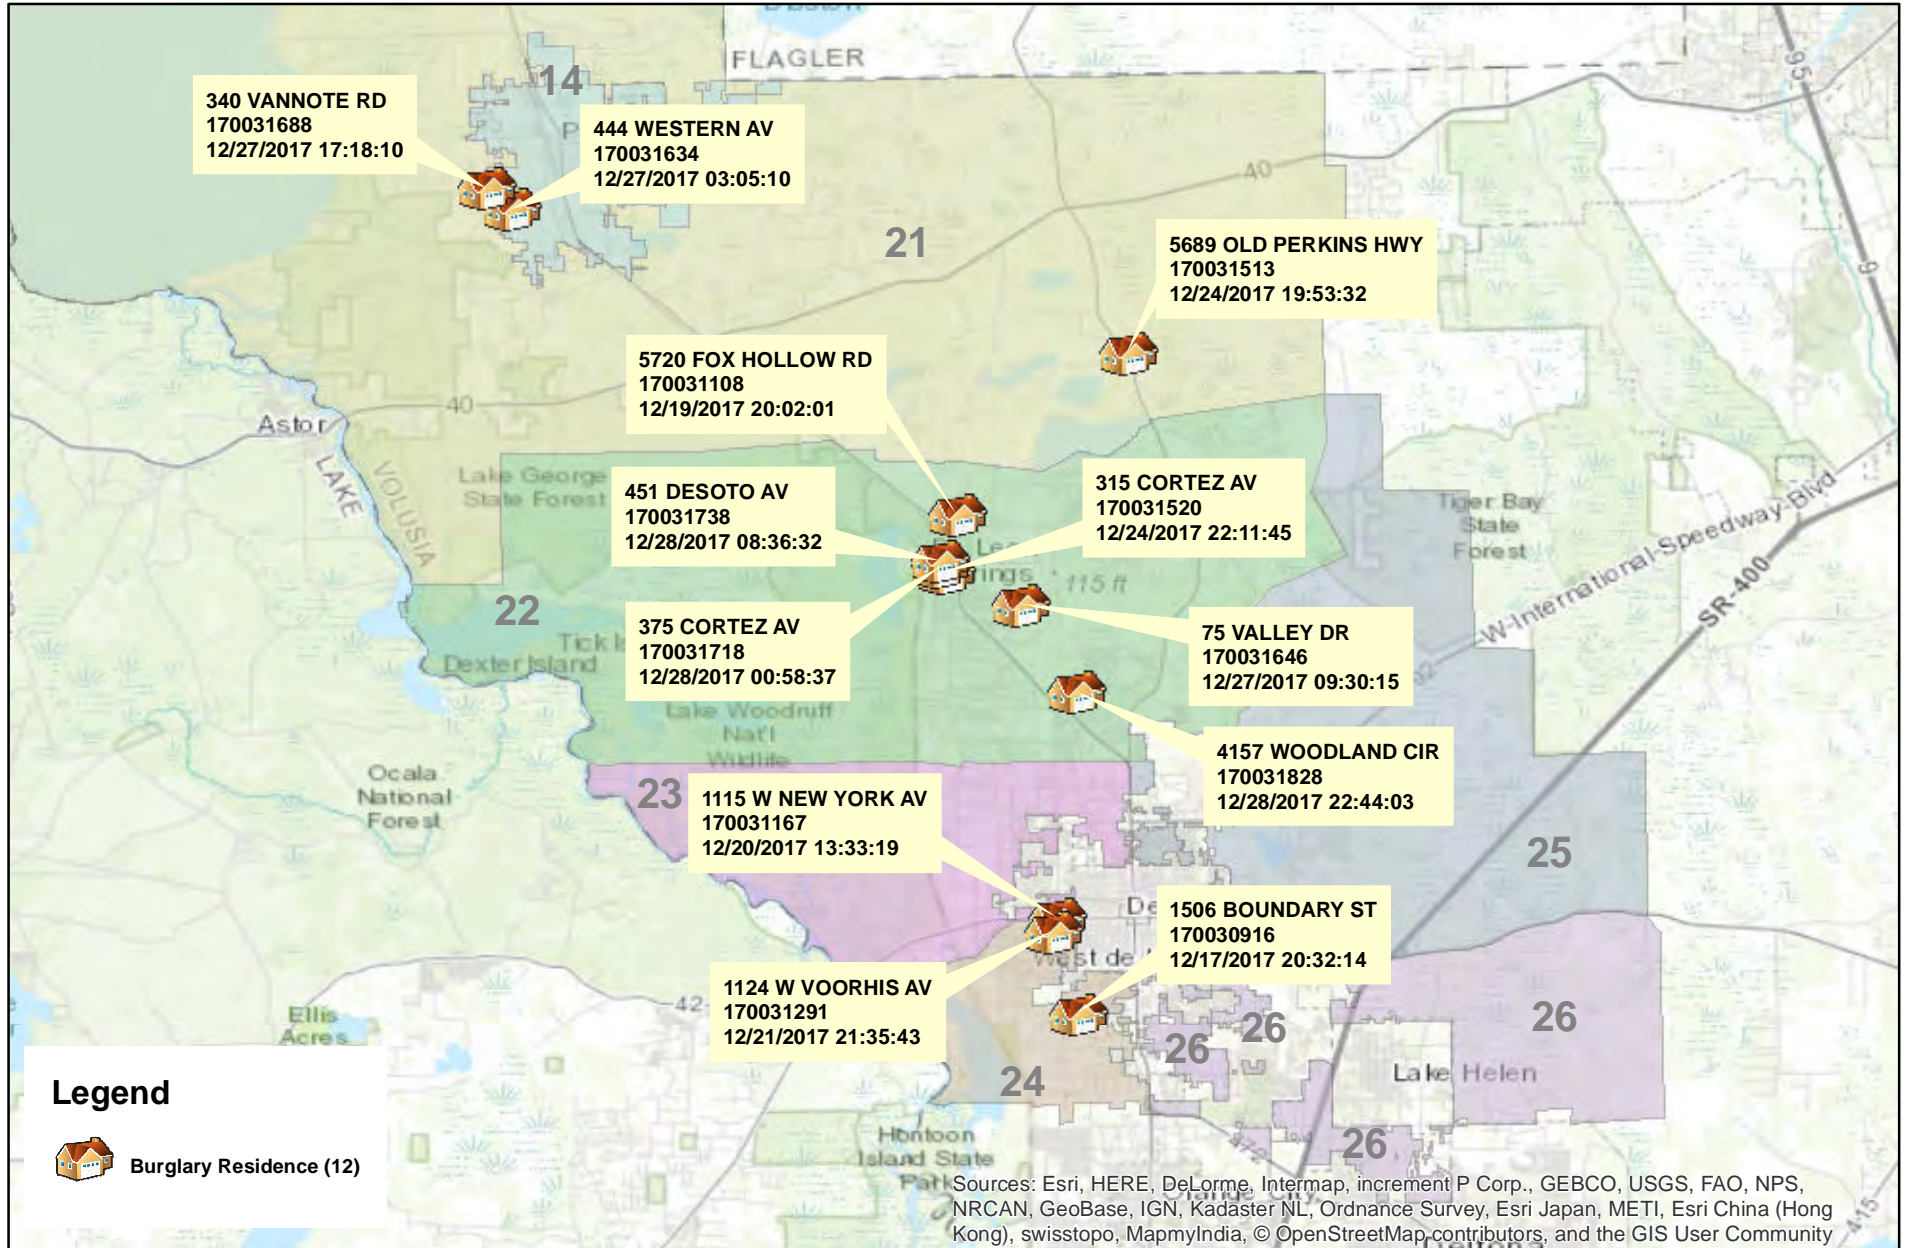 FLAGLER
14
95
340 VANNOTE RD
170031688
12/27/2017 17:18:10
444 WESTERN AV
170031634
12/27/2017 03:05:10
40
21
5689 OLD PERKINS HWY
170031513
12/24/2017 19:53:32
9
5720 FOX HOLLOW RD
170031108
12/19/2017 20:02:01
40
Astor
LAKE
VOLUSIA
Lake George
State Forest
451 DESOTO AV
170031738
12/28/2017 08:36:32
315 CORTEZ AV
170031520
12/24/2017 22:11:45
Tiger Bay
State
Forest
W-International-Speedway-Blvd
SR-400
115 ft
22
Dexter Island
375 CORTEZ AV
170031718
12/28/2017 00:58:37
75 VALLEY DR
170031646
12/27/2017 09:30:15
Lake Woodruff
Nat'l
Wildlife
4157 WOODLAND CIR
170031828
12/28/2017 22:44:03
Ocala
National
Forest
23
1115 W NEW YORK AV
170031167
12/20/2017 13:33:19
25
1506 BOUNDARY ST
170030916
12/17/2017 20:32:14
1124 W VOORHIS AV
170031291
12/21/2017 21:35:43
42
Ellis
Acres
26
26
26
24
Lake Helen
26
472
Hontoon
Island State
Park
Orange City
4-15
Deltona
Legend
Burglary Residence (12)
Sources: Esri, HERE, DeLorme, Intermap, increment P Corp., GEBCO, USGS, FAO, NPS,
NRCAN, GeoBase, IGN, Kadaster NL, Ordnance Survey, Esri Japan, METI, Esri China (Hong
Kong), swisstopo, MapmyIndia, © OpenStreetMap contributors, and the GIS User Community